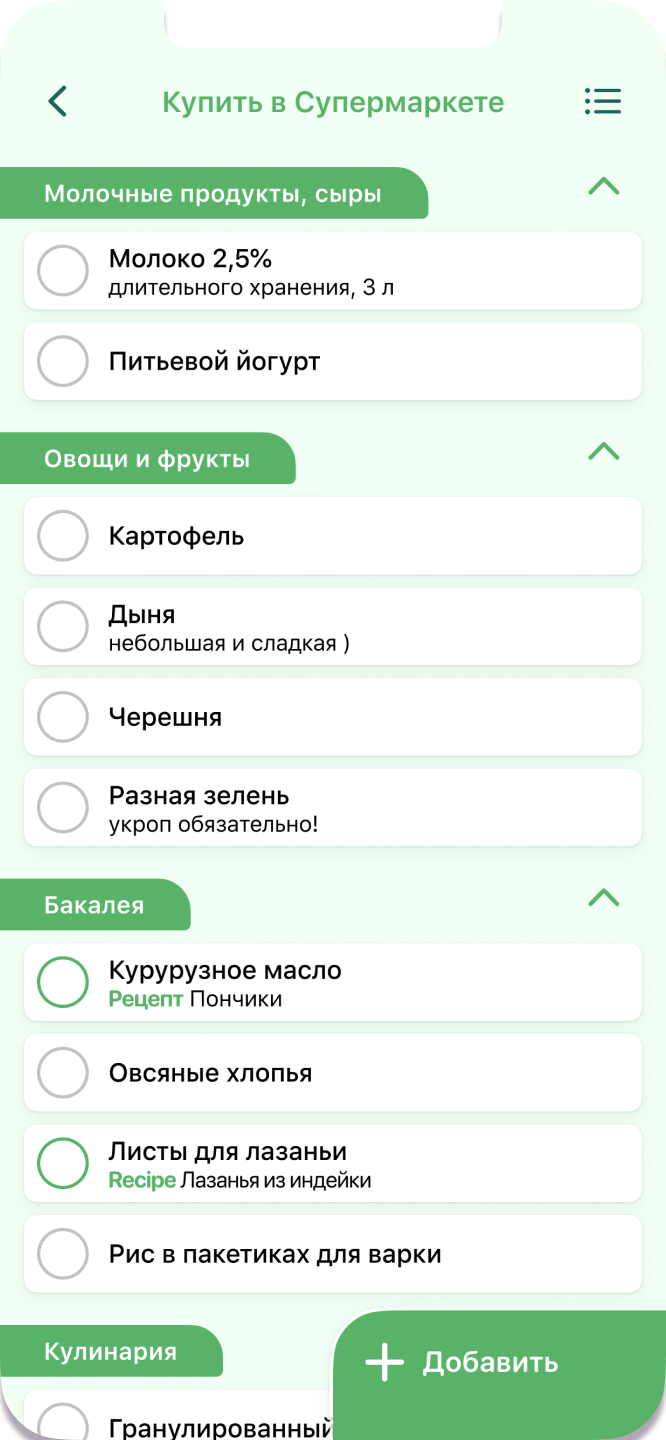 Купить в Супермаркете
Молочные продукты, сыры
Молоко 2,5%
длительного хранения, 3 л
Питьевой йогурт
Овощи и фрукты
Картофель
Дыня
небольшая и сладкая )
Черешня
Разная зелень
укроп обязательно!
Бакалея
Курурузное масло
Рецепт Пончики
Овсяные хлопья
Листы для лазаньи
Recipe Лазанья из индейки
Рис в пакетиках для варки
Кулинария
Добавить
Гранулированный